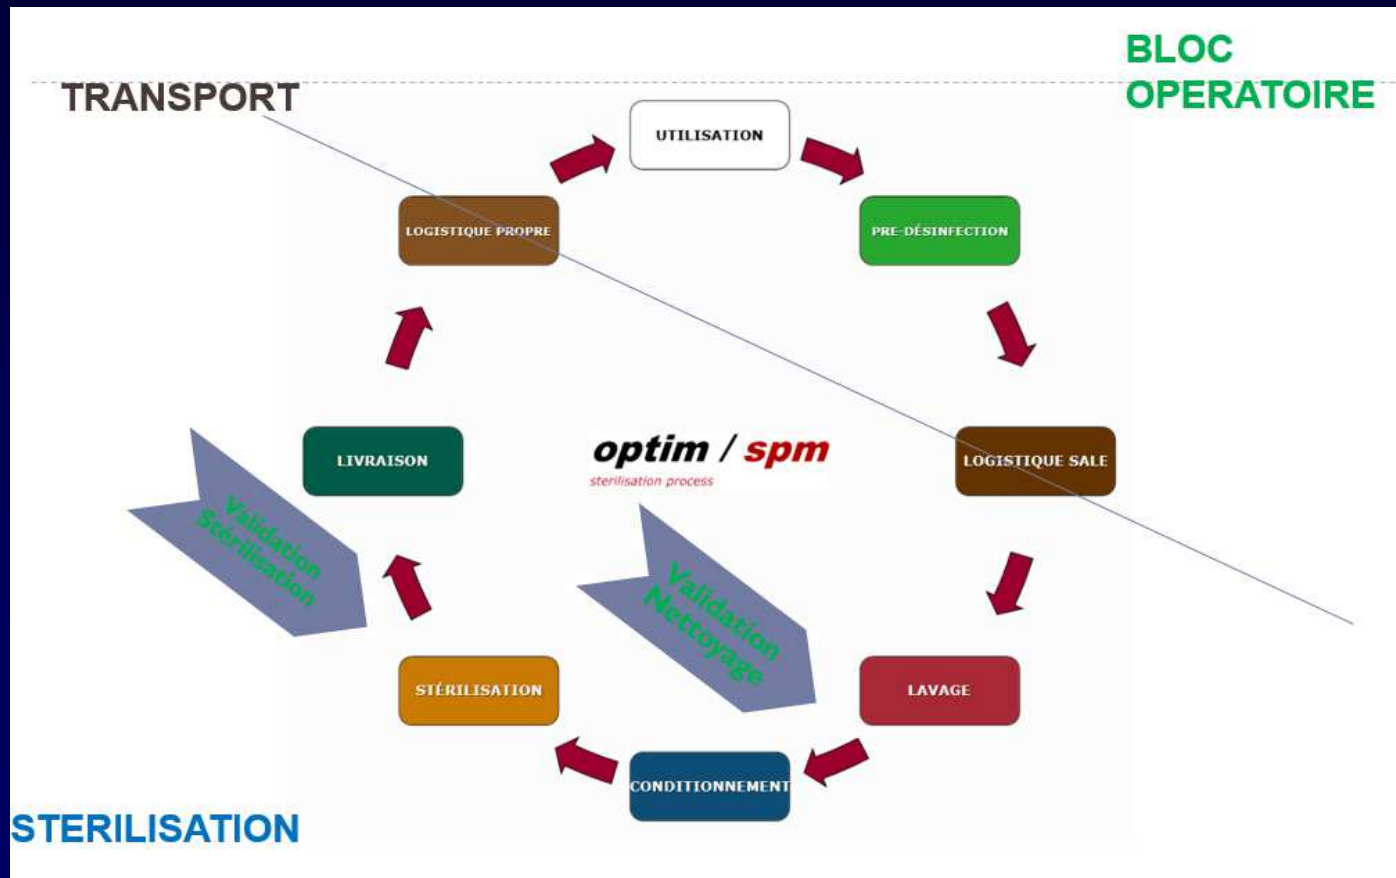 BLOC
OPERATOIRE
TRANSPORT
UTILISATION
LOGISTIQUE PROPRE
PRE-DÉSINFECTION
LIVRAISON
optim / spm
sterilisation process
LOGISTIQUE SALE
Validation
Stérilisation
Validation
Nettoyage
STÉRILISATION
LAVAGE
CONDITIONNEMENT
STERILISATION